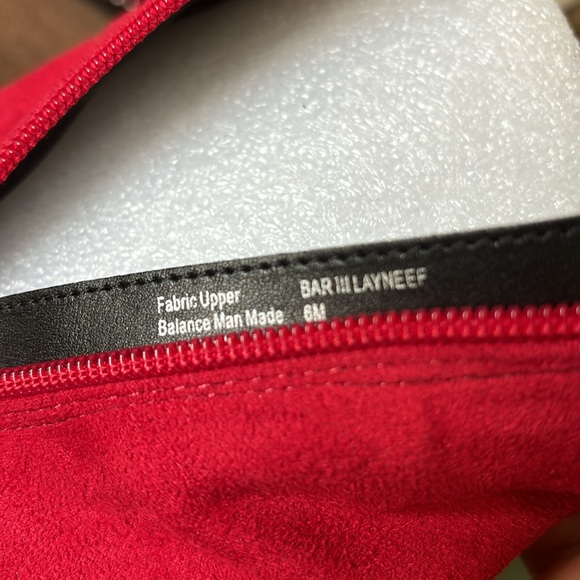 Fabric Upper
Balance Man Made
BAR III LAYNEEF
6M